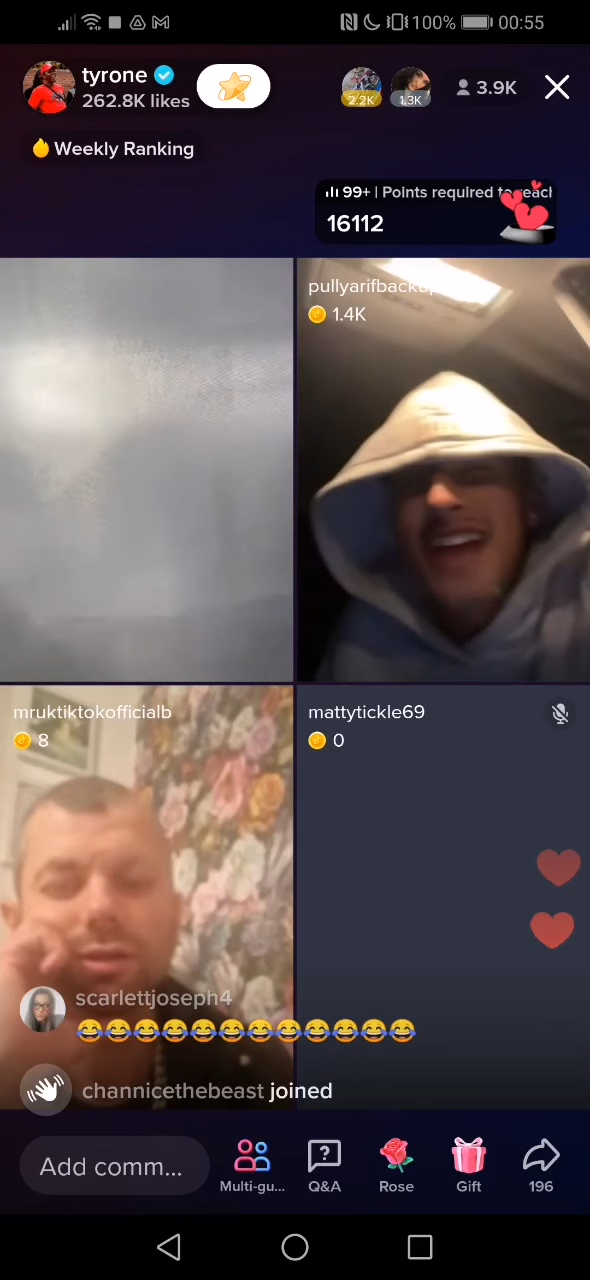 100% 00:55
tyrone
262.8K likes
2.2K
1.3K
3.9K
Weekly Ranking
99+ | Points required to reach
16112
pullyarifbackup
1.4K
mruktiktokofficialb
8
mattytickle69
0
scarlettjoseph4
😂😂😂😂😂😂😂😂😂😂😂😂
channicethebeast joined
Add comm...
Multi-gu...
Q&A
Rose
Gift
196